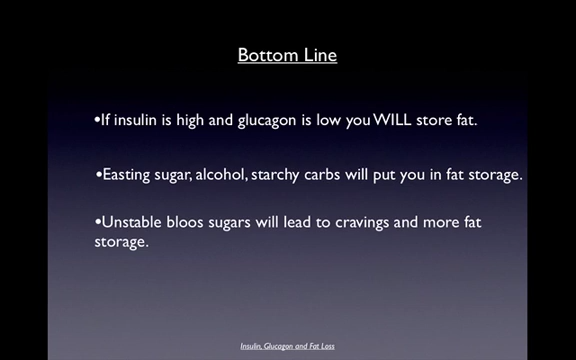 Bottom Line
•If insulin is high and glucagon is low you WILL store fat.
•Easting sugar, alcohol, starchy carbs will put you in fat storage.
•Unstable bloos sugars will lead to cravings and more fat
storage.
Insulin, Glucagon and Fat Loss